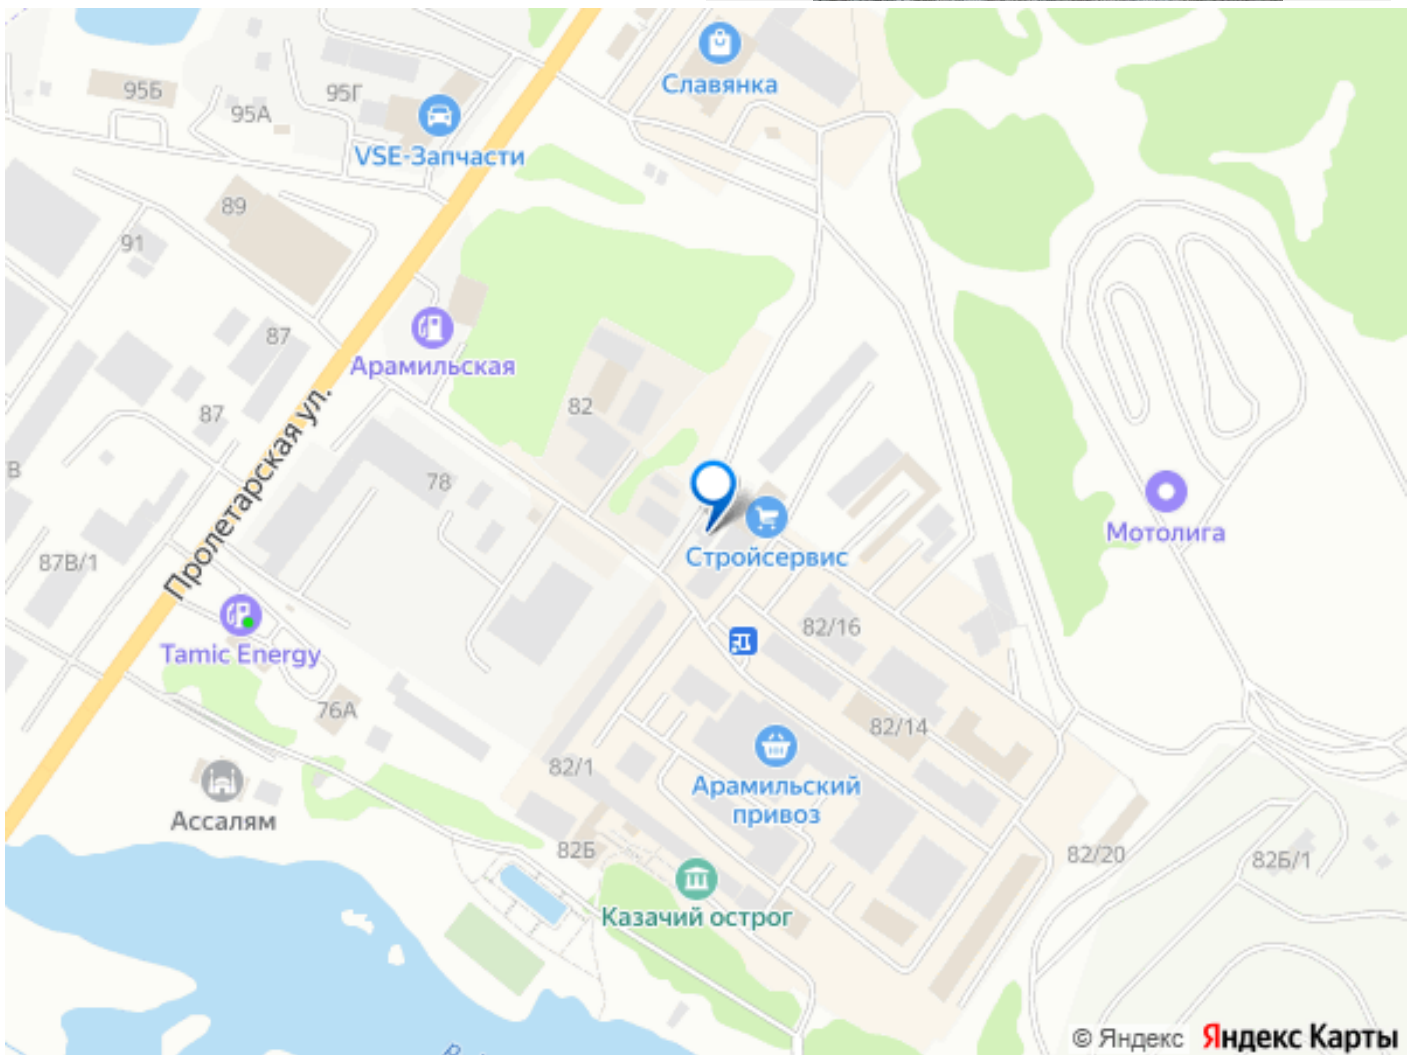 Славянка
95Б
95Г
95А
VSE-Запчасти
89
91
87
Арамильская
82
87
Пролетарская ул.
В
78
Мотолига
Стройсервис
87В/1
82/16
Tamic Energy
76А
82/14
82/1
Арамильский
привоз
Ассалям
82Б
82/20
82Б/1
Казачий острог
© Яндекс Яндекс Карты